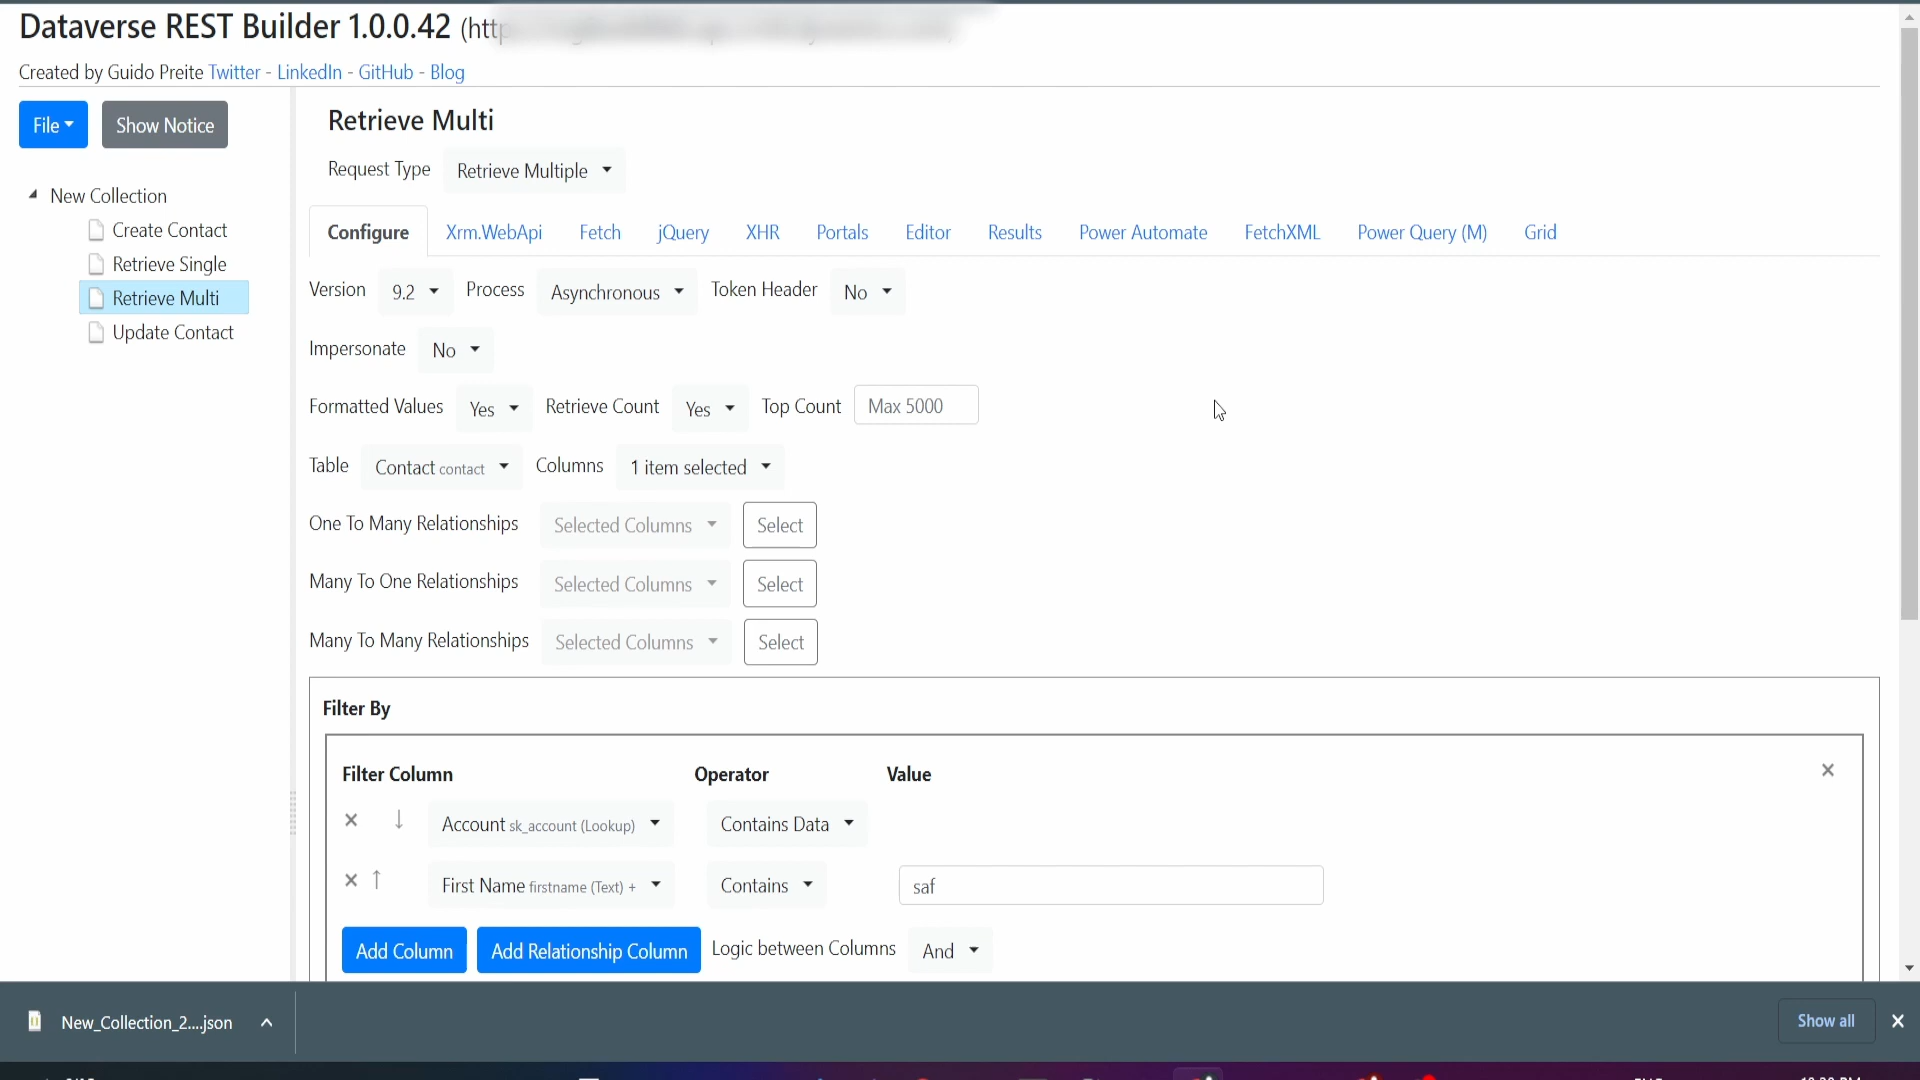 Dataverse REST Builder 1.0.0.42 (http
Created by Guido Preite Twitter - LinkedIn - GitHub - Blog
File Show Notice
New Collection
Create Contact
Retrieve Single
Retrieve Multi
Update Contact
Retrieve Multi
Request Type Retrieve Multiple
Configure Xrm.WebApi Fetch jQuery XHR Portals Editor Results Power Automate FetchXML Power Query (M) Grid
Version 9.2 Process Asynchronous Token Header No
Impersonate No
Formatted Values Yes Retrieve Count Yes Top Count Max 5000
Table Contact contact Columns 1 item selected
One To Many Relationships Selected Columns Select
Many To One Relationships Selected Columns Select
Many To Many Relationships Selected Columns Select
Filter By
Filter Column Operator Value
Account sk_account (Lookup) Contains Data
First Name firstname (Text) + Contains saf
Add Column Add Relationship Column Logic between Columns And
New_Collection_2....json Show all